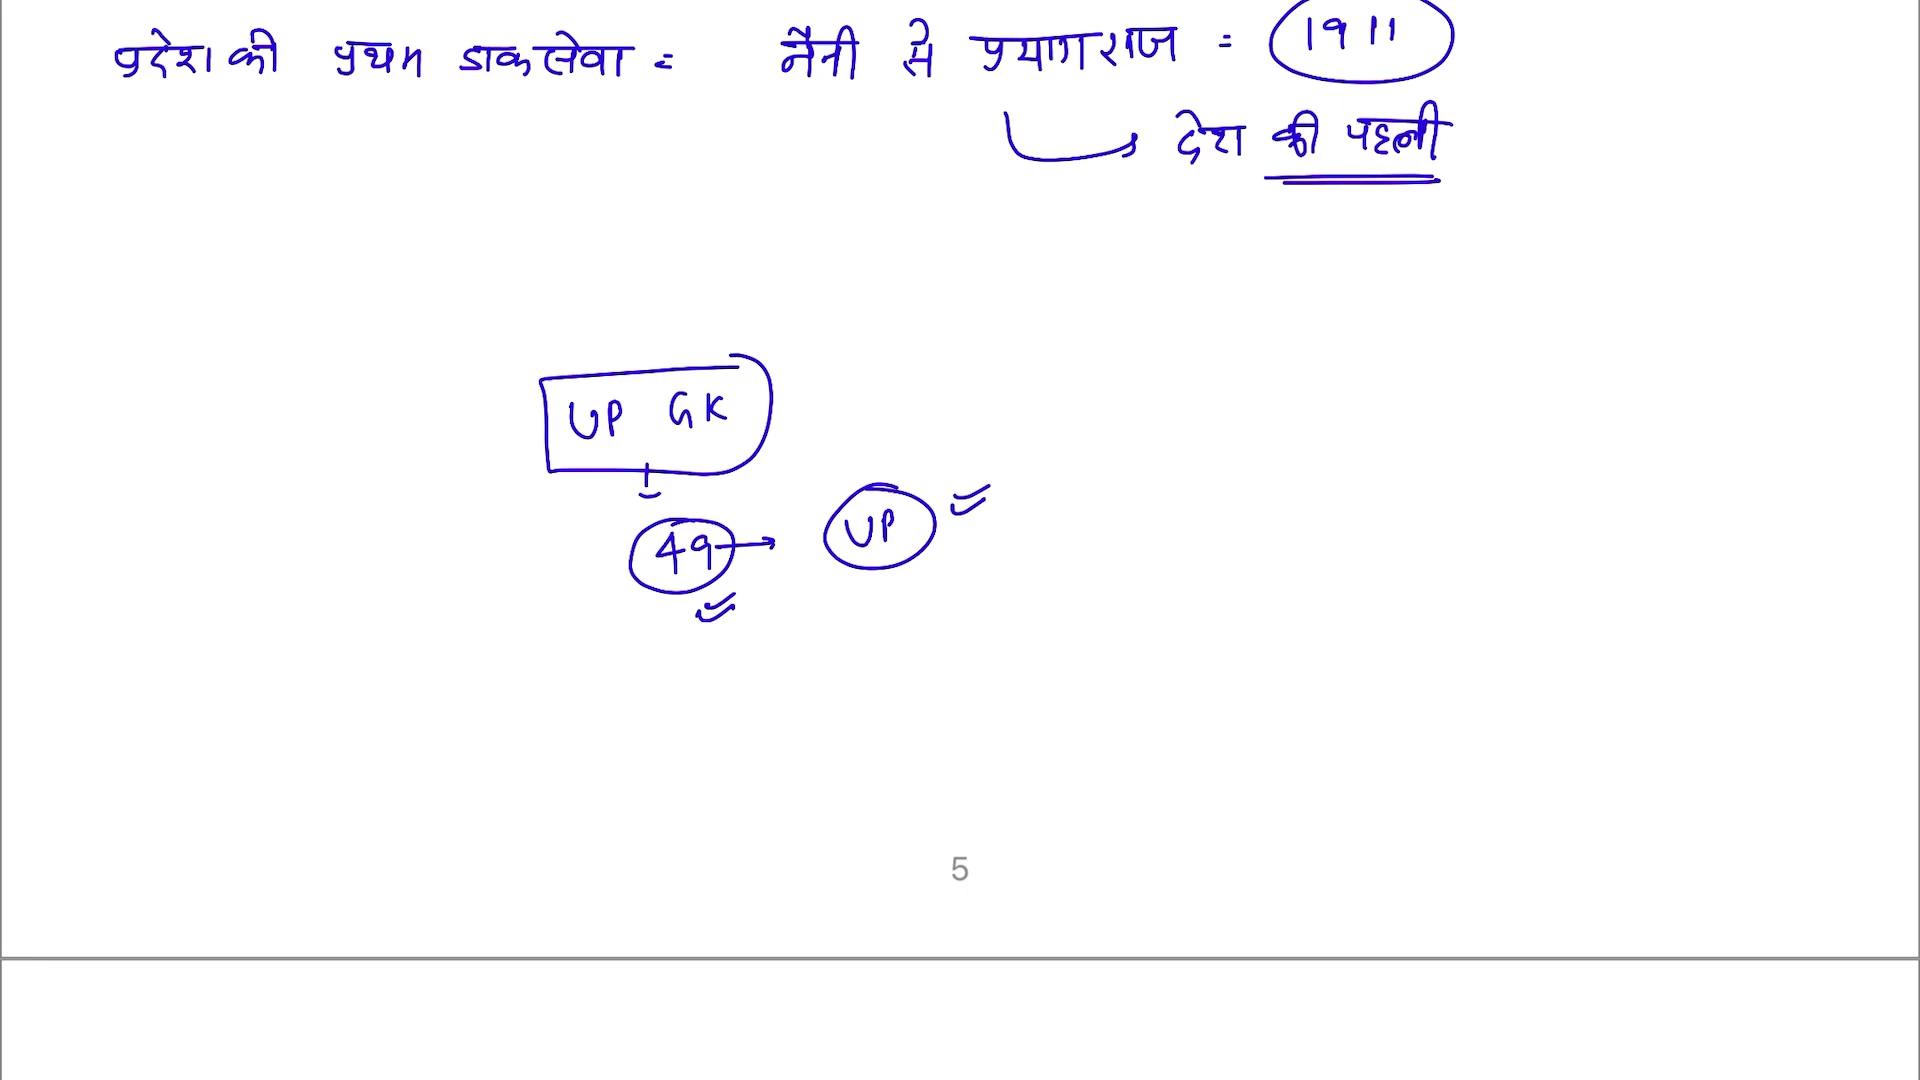 प्रदेश की प्रथम डाकसेवा = नैनी से प्रयागराज = 1911
देश की पहली
UP GK
49 → UP
5